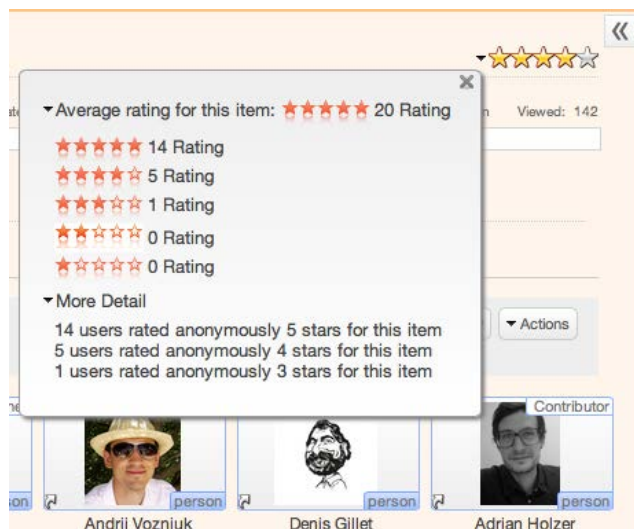 Average rating for this item: 20 Rating
Viewed: 142
14 Rating
5 Rating
1 Rating
0 Rating
0 Rating
More Detail
14 users rated anonymously 5 stars for this item
5 users rated anonymously 4 stars for this item
1 users rated anonymously 3 stars for this item
Actions
Contributor
person
person
person
Andrii Vozniuk
Denis Gillet
Adrian Holzer